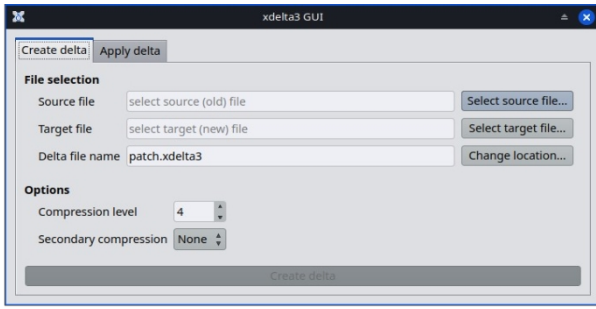 xdelta3 GUI
Create delta Apply delta
File selection
Source file select source (old) file Select source file...
Target file select target (new) file Select target file...
Delta file name patch.xdelta3 Change location...
Options
Compression level 4
Secondary compression None
Create delta